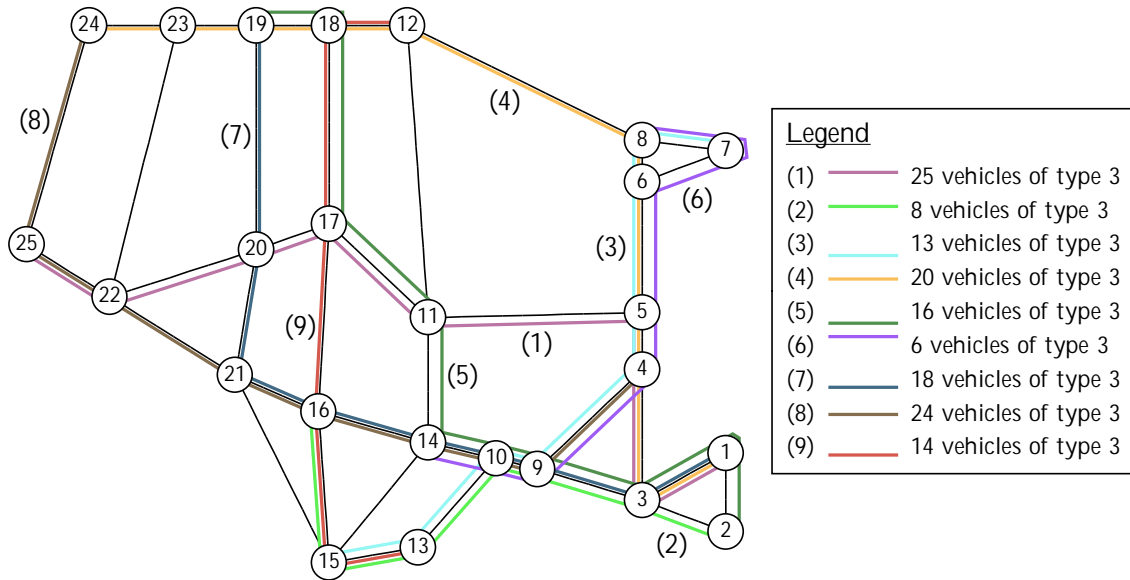 24 23 19 18 12
(4)
(8)
(7)
8
7
6
(6)
17
25
20
(3)
22
11
5
(9)
(1)
21
(5)
4
16
14
10
9
1
3
2
(2)
13
15
Legend
(1) 25 vehicles of type 3
(2) 8 vehicles of type 3
(3) 13 vehicles of type 3
(4) 20 vehicles of type 3
(5) 16 vehicles of type 3
(6) 6 vehicles of type 3
(7) 18 vehicles of type 3
(8) 24 vehicles of type 3
(9) 14 vehicles of type 3